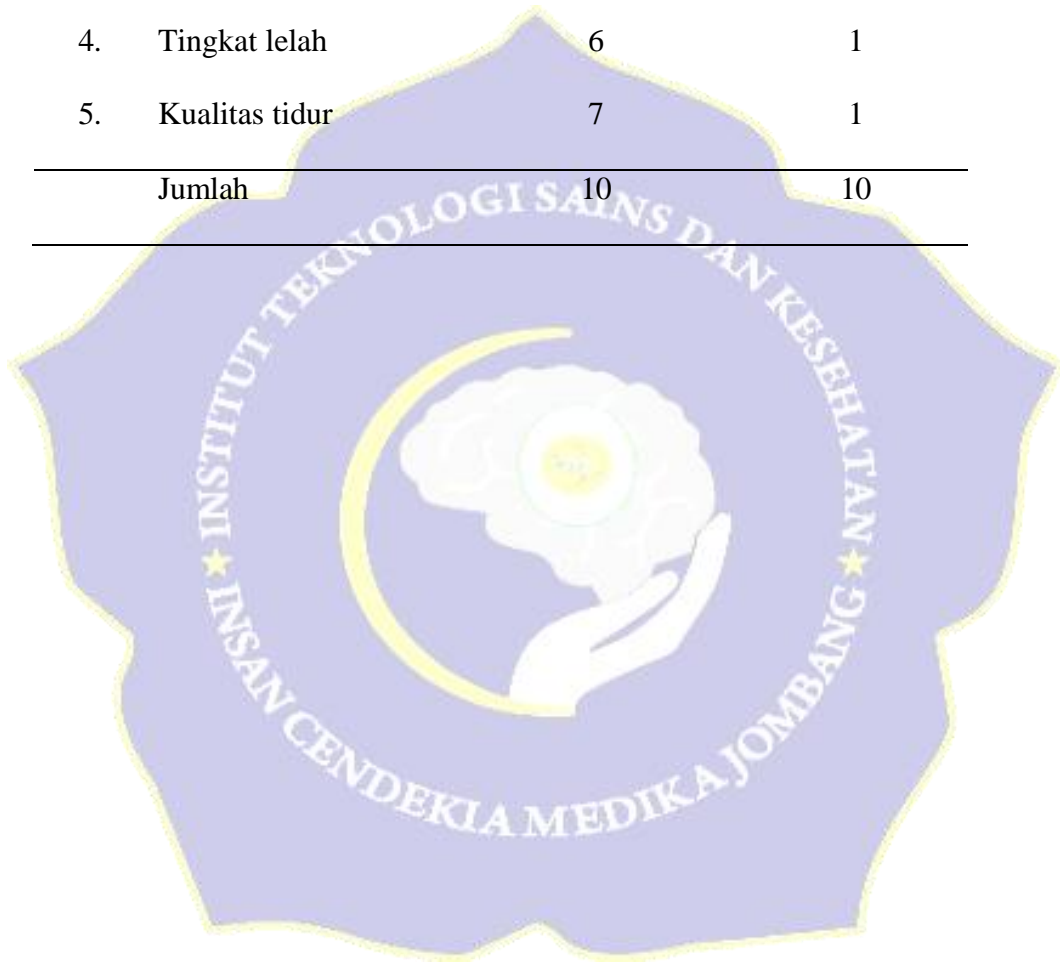 4. Tingkat lelah 6 1
5. Kualitas tidur 7 1
Jumlah 10 10
INSTITUT TEKNOLOGI SAINS DAN KESEHATAN
INSAN CENDEKIA MEDIKA JOMBANG